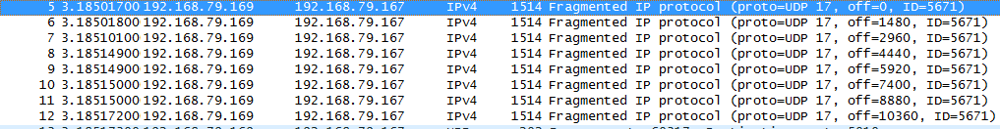 5 3.18501700 192.168.79.169 192.168.79.167 IPv4 1514 Fragmented IP protocol (proto=UDP 17, off=0, ID=5671)
6 3.18501800 192.168.79.169 192.168.79.167 IPv4 1514 Fragmented IP protocol (proto=UDP 17, off=1480, ID=5671)
7 3.18510100 192.168.79.169 192.168.79.167 IPv4 1514 Fragmented IP protocol (proto=UDP 17, off=2960, ID=5671)
8 3.18514900 192.168.79.169 192.168.79.167 IPv4 1514 Fragmented IP protocol (proto=UDP 17, off=4440, ID=5671)
9 3.18514900 192.168.79.169 192.168.79.167 IPv4 1514 Fragmented IP protocol (proto=UDP 17, off=5920, ID=5671)
10 3.18515000 192.168.79.169 192.168.79.167 IPv4 1514 Fragmented IP protocol (proto=UDP 17, off=7400, ID=5671)
11 3.18515000 192.168.79.169 192.168.79.167 IPv4 1514 Fragmented IP protocol (proto=UDP 17, off=8880, ID=5671)
12 3.18517200 192.168.79.169 192.168.79.167 IPv4 1514 Fragmented IP protocol (proto=UDP 17, off=10360, ID=5671)